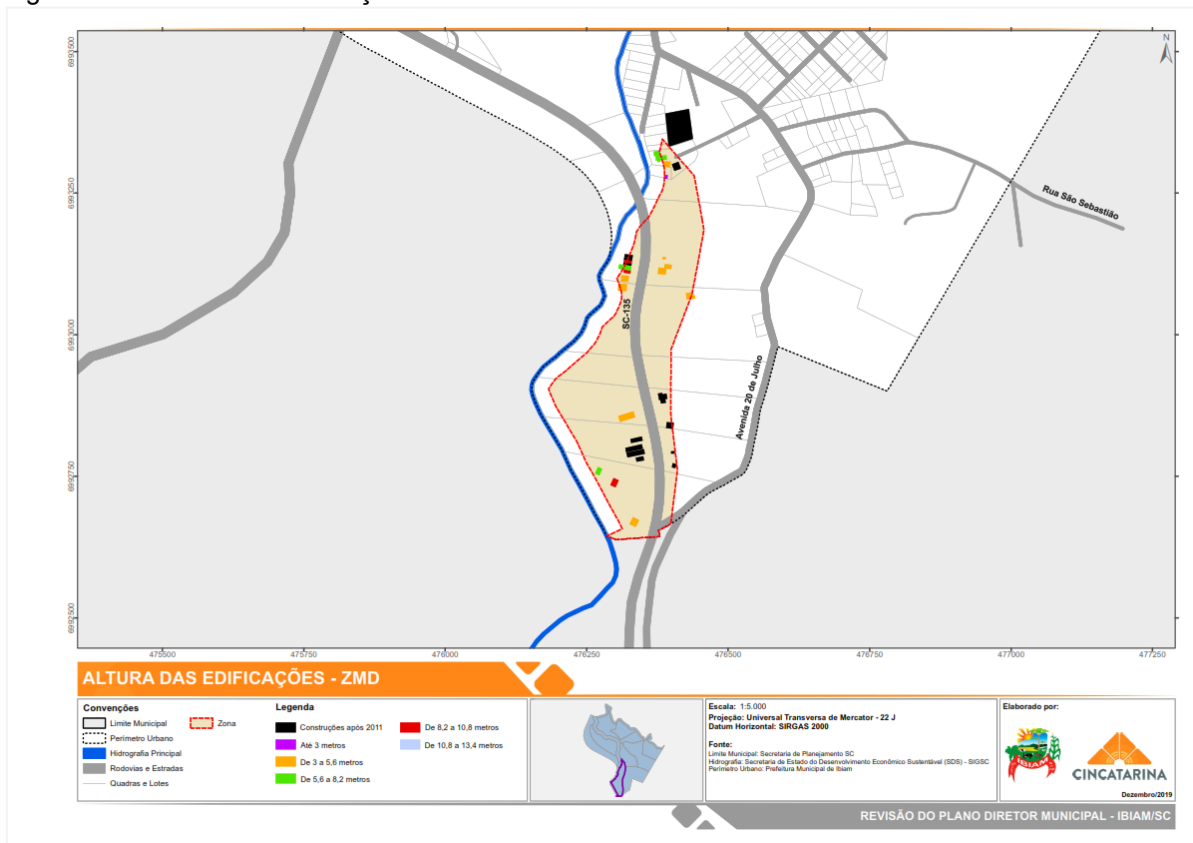 N
6993500
6993250
6993000
6992750
6992500
Rua São Sebastião
SC-135
Avenida 20 de Julho
475500
475750
476000
476250
476500
476750
477000
477250
ALTURA DAS EDIFICAÇÕES - ZMD
Convenções
Limite Municipal
Zona
Perímetro Urbano
Hidrografia Principal
Rodovias e Estradas
Quadras e Lotes
Legenda
Construções após 2011
Até 3 metros
De 3 a 5,6 metros
De 5,6 a 8,2 metros
De 8,2 a 10,8 metros
De 10,8 a 13,4 metros
Escala: 1:5.000
Projeção: Universal Transversa de Mercator - 22 J
Datum Horizontal: SIRGAS 2000
Fonte:
Limite Municipal: Secretaria de Planejamento SC
Hidrografia: Secretaria de Estado do Desenvolvimento Econômico Sustentável (SDS) - SIGSC
Perímetro Urbano: Prefeitura Municipal de Ibiam
Elaborado por:
IBIAM
CINCATARINA
Dezembro/2019
REVISÃO DO PLANO DIRETOR MUNICIPAL - IBIAM/SC